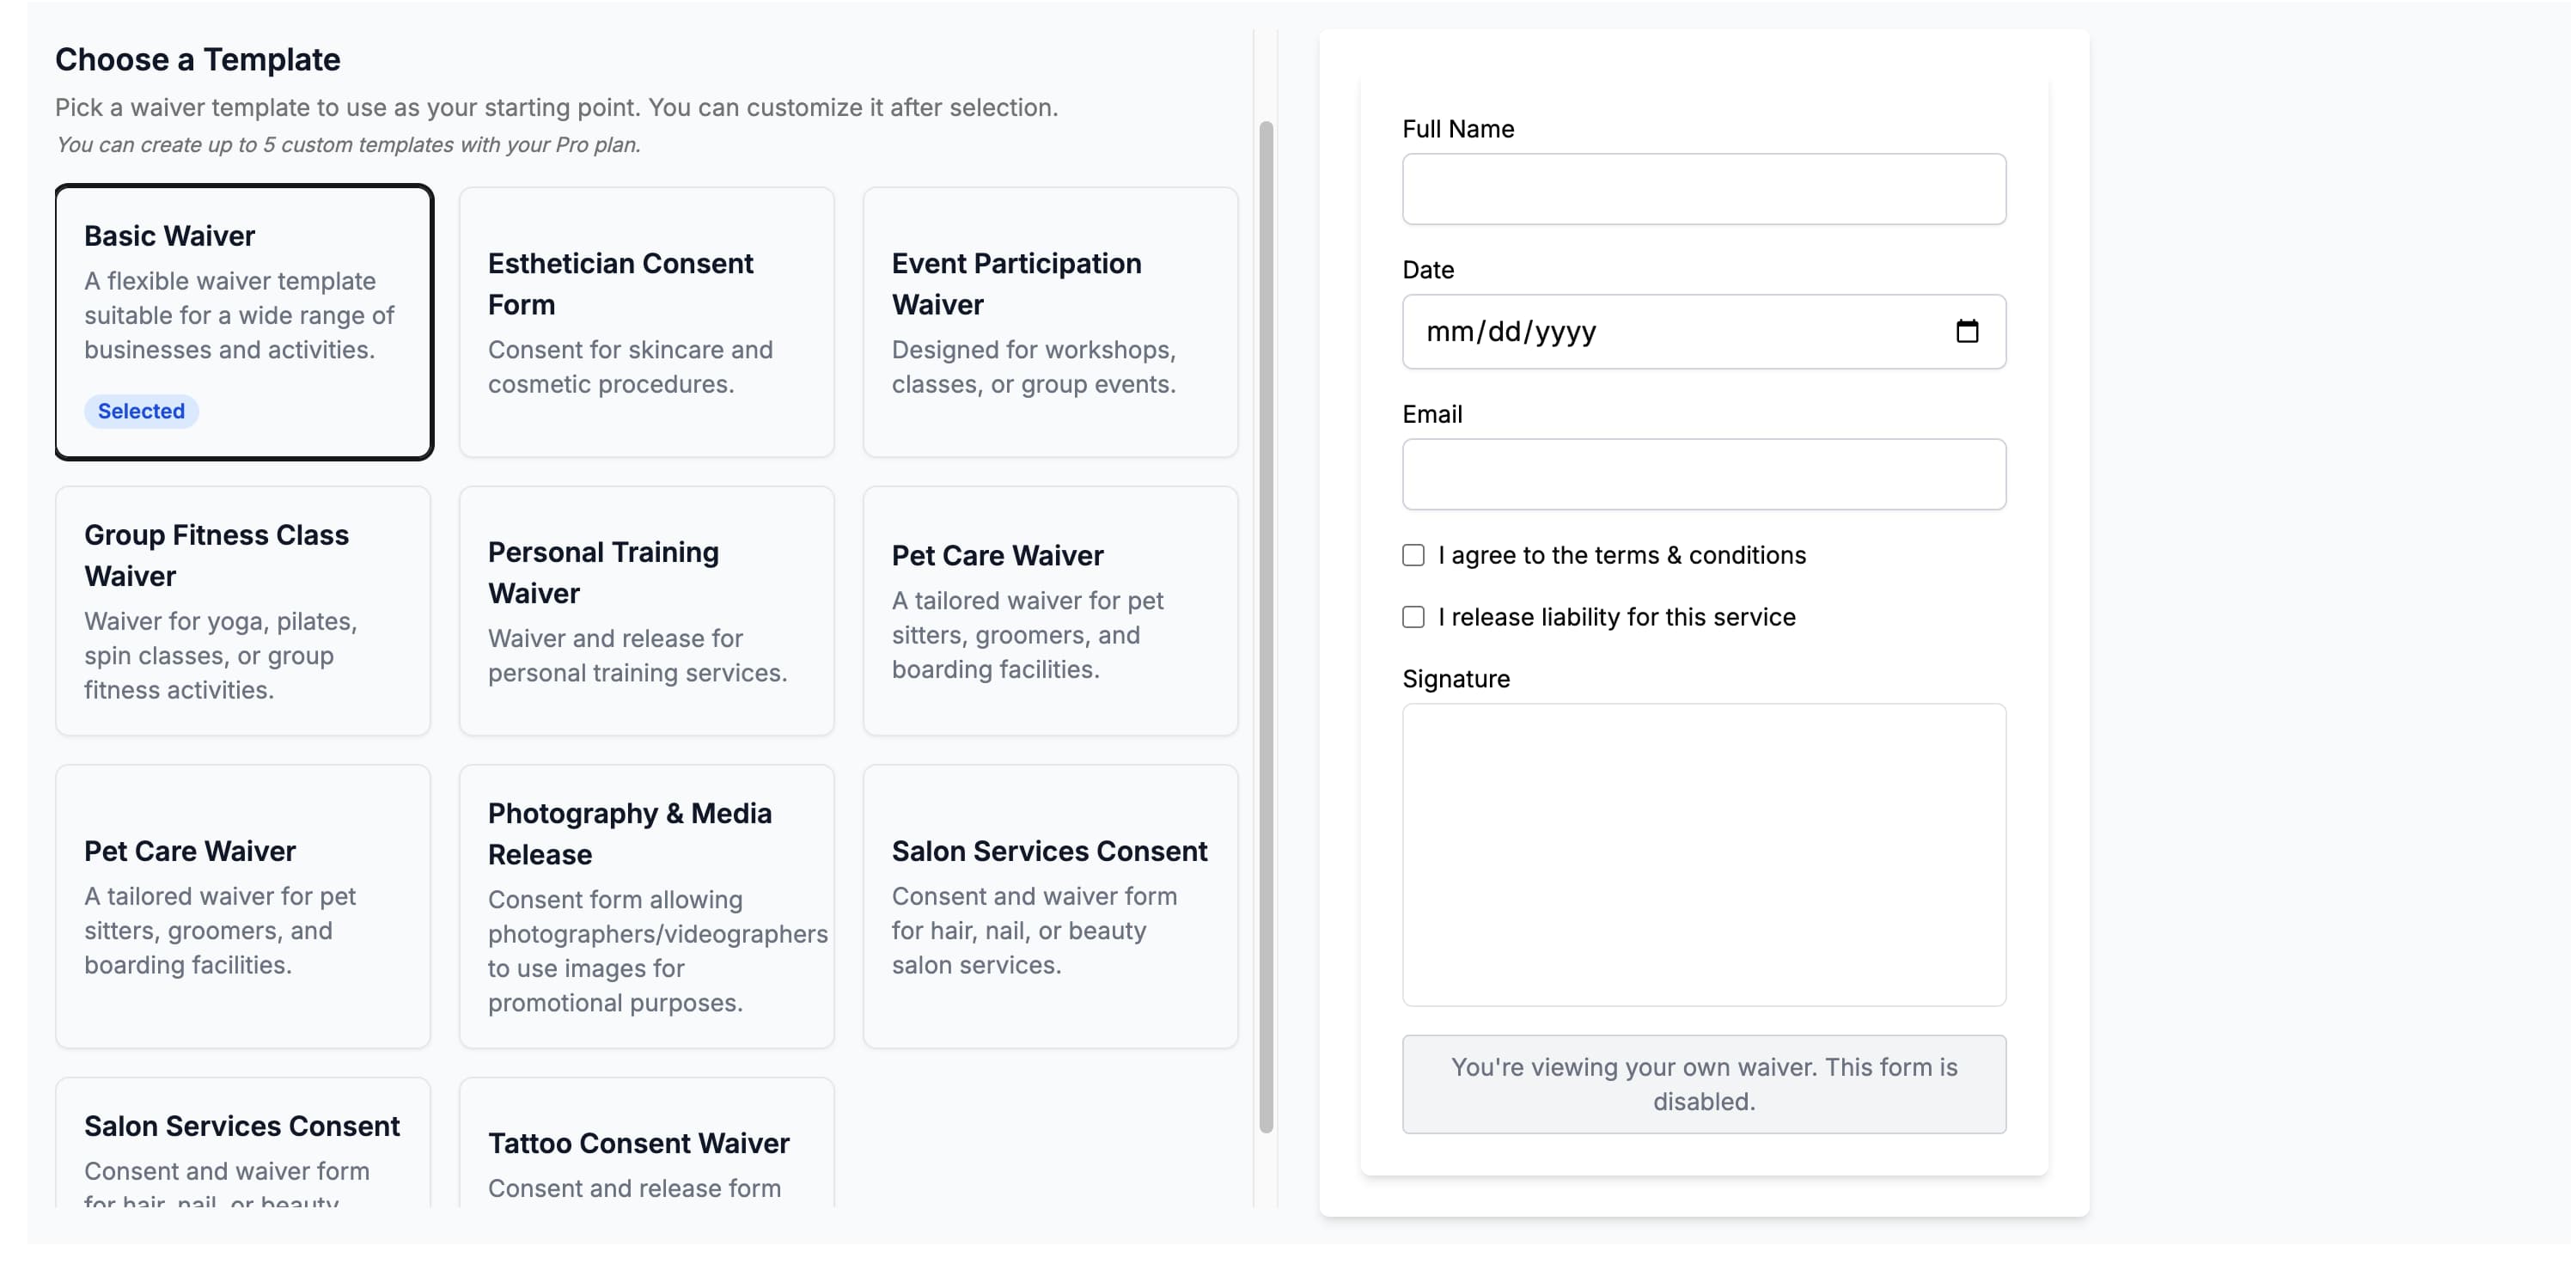 Choose a Template
Pick a waiver template to use as your starting point. You can customize it after selection.
You can create up to 5 custom templates with your Pro plan.
Basic Waiver
A flexible waiver template
suitable for a wide range of
businesses and activities.
Selected
Esthetician Consent
Form
Consent for skincare and
cosmetic procedures.
Event Participation
Waiver
Designed for workshops,
classes, or group events.
Group Fitness Class
Waiver
Waiver for yoga, pilates,
spin classes, or group
fitness activities.
Personal Training
Waiver
Waiver and release for
personal training services.
Pet Care Waiver
A tailored waiver for pet
sitters, groomers, and
boarding facilities.
Pet Care Waiver
A tailored waiver for pet
sitters, groomers, and
boarding facilities.
Photography & Media
Release
Consent form allowing
photographers/videographers
to use images for
promotional purposes.
Salon Services Consent
Consent and waiver form
for hair, nail, or beauty
salon services.
Salon Services Consent
Consent and waiver form
for hair, nail, or beauty
Tattoo Consent Waiver
Consent and release form
Full Name
Date
mm/dd/yyyy
Email
I agree to the terms & conditions
I release liability for this service
Signature
You're viewing your own waiver. This form is
disabled.